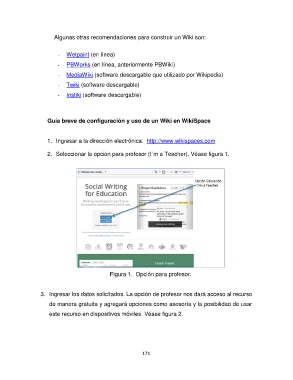 Algunas otras recomendaciones para construir un Wiki son:
- Wetpaint (en línea)
- PBWorks (en línea, anteriormente PBWiki)
- MediaWiki (software descargable que utilizado por Wikipedia)
- Twiki (software descargable)
- Instiki (software descargable)
Guía breve de configuración y uso de un Wiki en WikiSpace
1. Ingresar a la dirección electrónica: http://www.wikispaces.com
2. Seleccionar la opción para profesor (I´m a Teacher). Véase figura 1.
Opción Educación
I´m a Teacher
Social Writing
for Education
Figura 1. Opción para profesor.
3. Ingresar los datos solicitados. La opción de profesor nos dará acceso al recurso
de manera gratuita y agregará opciones como asesoría y la posibilidad de usar
este recurso en dispositivos móviles. Véase figura 2.
171